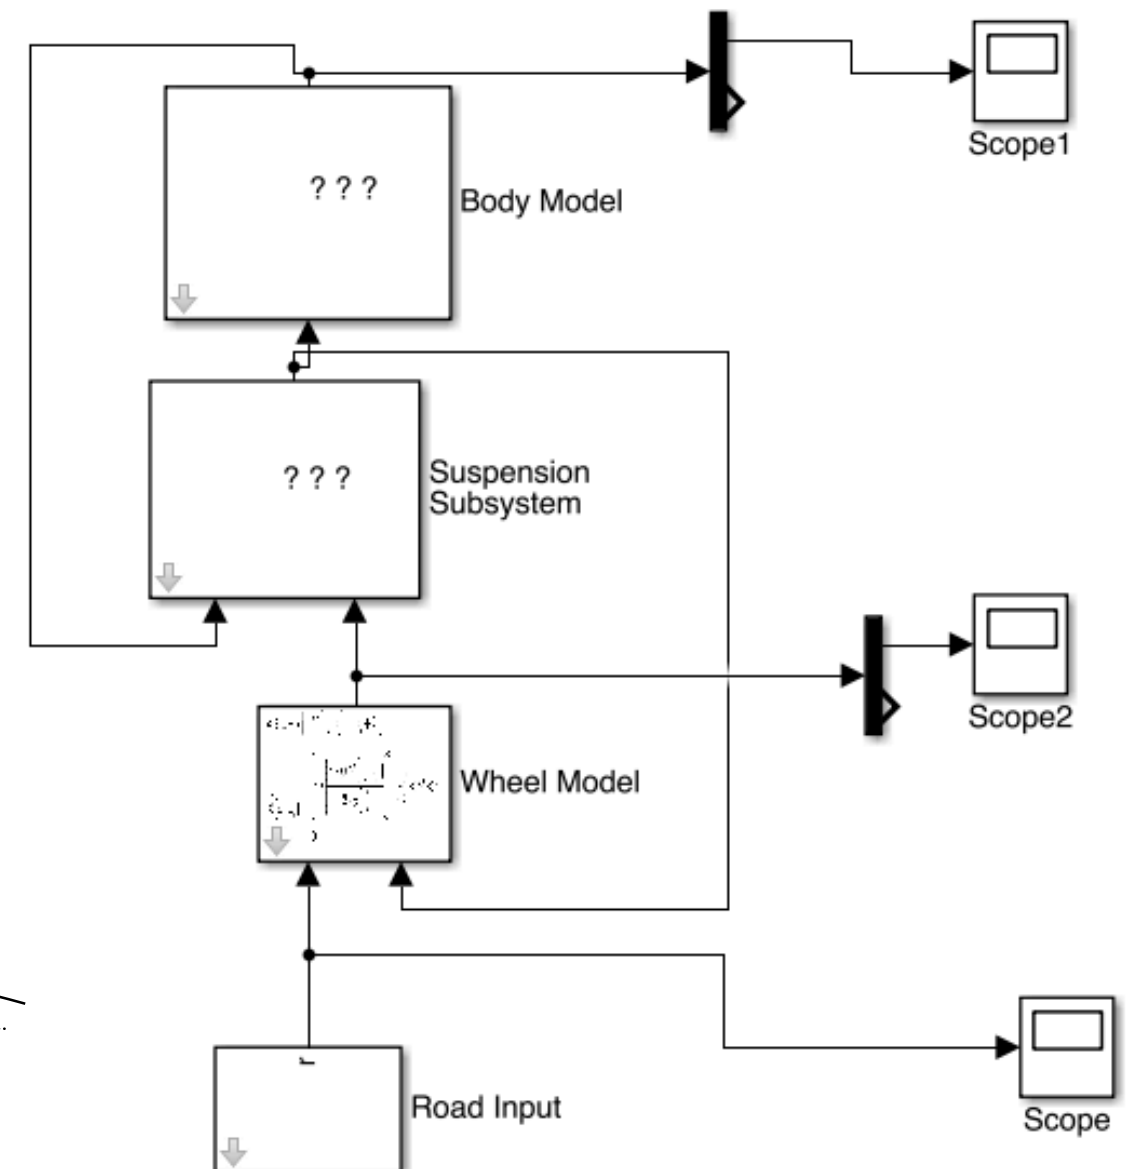 Scope1
? ? ?
Body Model
? ? ?
Suspension
Subsystem
Scope2
Wheel Model
r
Road Input
Scope